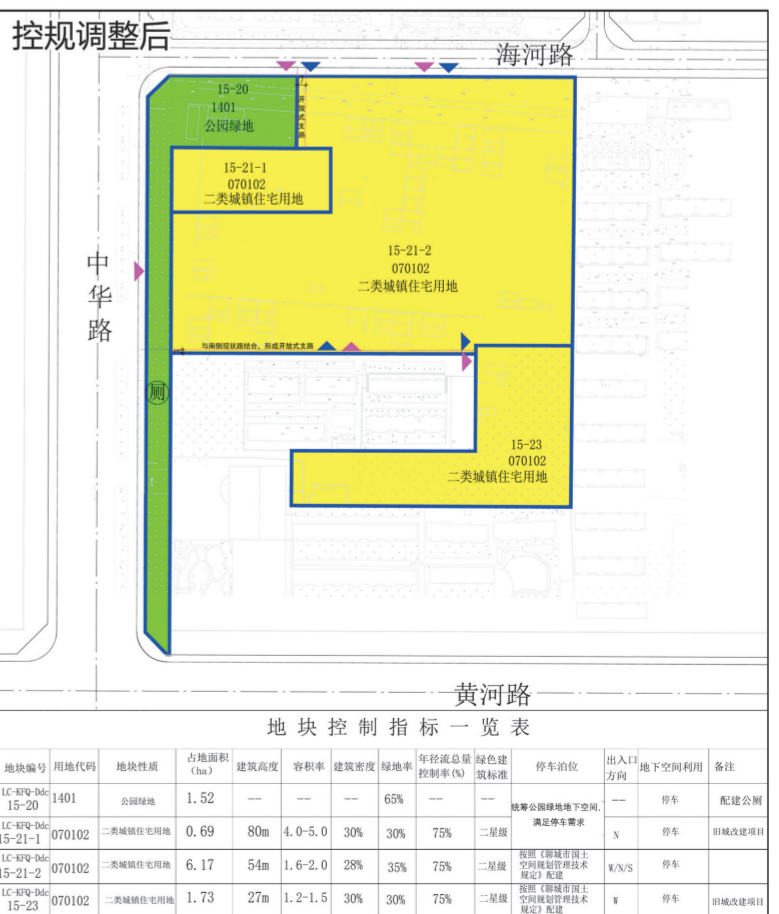 控规调整后
海河路
15-20
1401
公园绿地
开放式支路
15-21-1
070102
二类城镇住宅用地
15-21-2
070102
二类城镇住宅用地
中华路
与南侧现状路结合，形成开放式支路
厕
15-23
070102
二类城镇住宅用地
黄河路
地块控制指标一览表
地块编号 用地代码 地块性质 占地面积（ha） 建筑高度 容积率 建筑密度 绿地率 年径流总量控制率(%) 绿色建筑标准 停车泊位 出入口方向 地下空间利用 备注
LC-KFQ-Ddc 15-20 1401 公园绿地 1.52 -- -- -- 65% -- -- 统筹公园绿地地下空间，满足停车需求 -- 停车 配建公厕
LC-KFQ-Ddc 15-21-1 070102 二类城镇住宅用地 0.69 80m 4.0-5.0 30% 30% 75% 二星级 N 停车 旧城改建项目
LC-KFQ-Ddc 15-21-2 070102 二类城镇住宅用地 6.17 54m 1.6-2.0 28% 35% 75% 二星级 按照《聊城市国土空间规划管理技术规定》配建 W/N/S 停车
LC-KFQ-Ddc 15-23 070102 二类城镇住宅用地 1.73 27m 1.2-1.5 30% 30% 75% 二星级 按照《聊城市国土空间规划管理技术规定》配建 W 停车 旧城改建项目